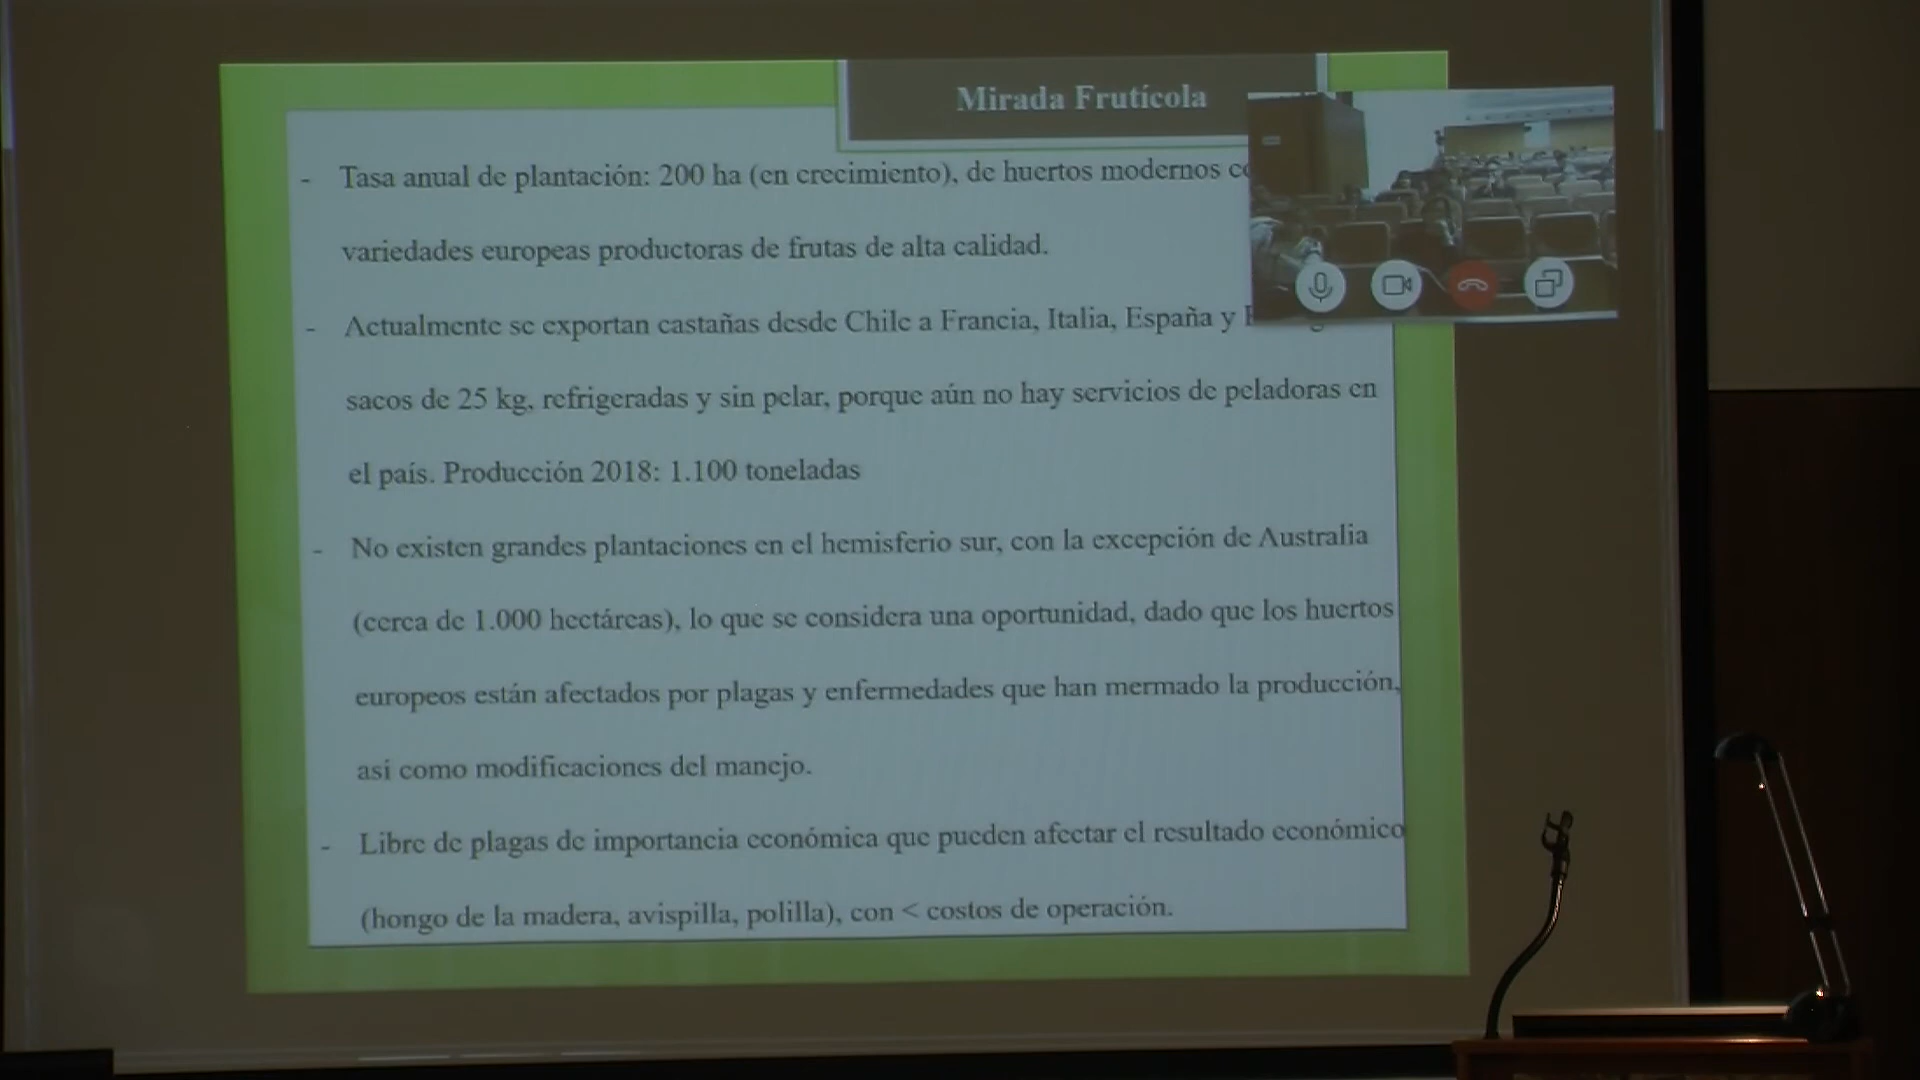 Mirada Frutícola
- Tasa anual de plantación: 200 ha (en crecimiento), de huertos modernos
variedades europeas productoras de frutas de alta calidad.
- Actualmente se exportan castañas desde Chile a Francia, Italia, España y
sacos de 25 kg, refrigeradas y sin pelar, porque aún no hay servicios de peladoras en
el país. Producción 2018: 1.100 toneladas
- No existen grandes plantaciones en el hemisferio sur, con la excepción de Australia
(cerca de 1.000 hectáreas), lo que se considera una oportunidad, dado que los huertos
europeos están afectados por plagas y enfermedades que han mermado la producción,
así como modificaciones del manejo.
- Libre de plagas de importancia económica que pueden afectar el resultado económico
(hongo de la madera, avispilla, polilla), con < costos de operación.